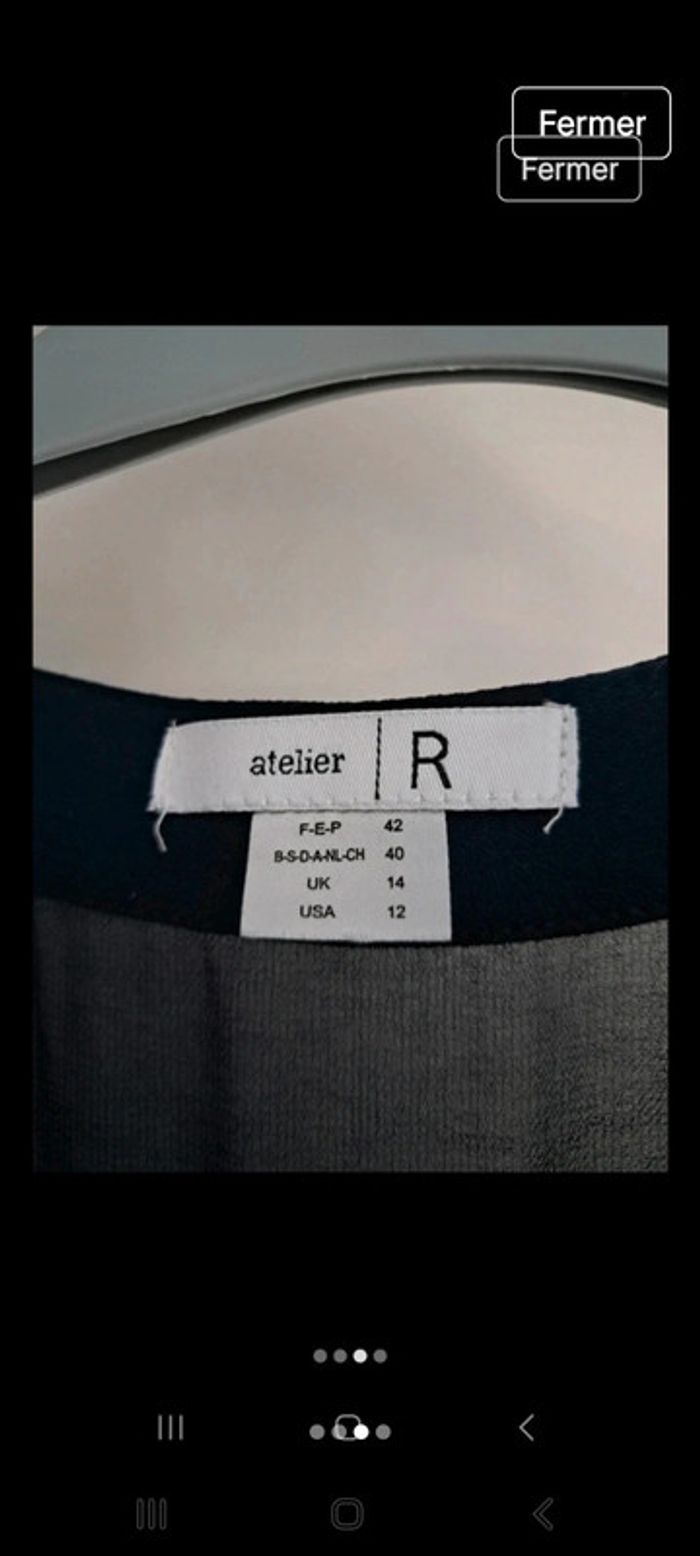 Fermer
Fermer
atelier | R
F-E-P 42
B-S-D-A-NL-CH 40
UK 14
USA 12